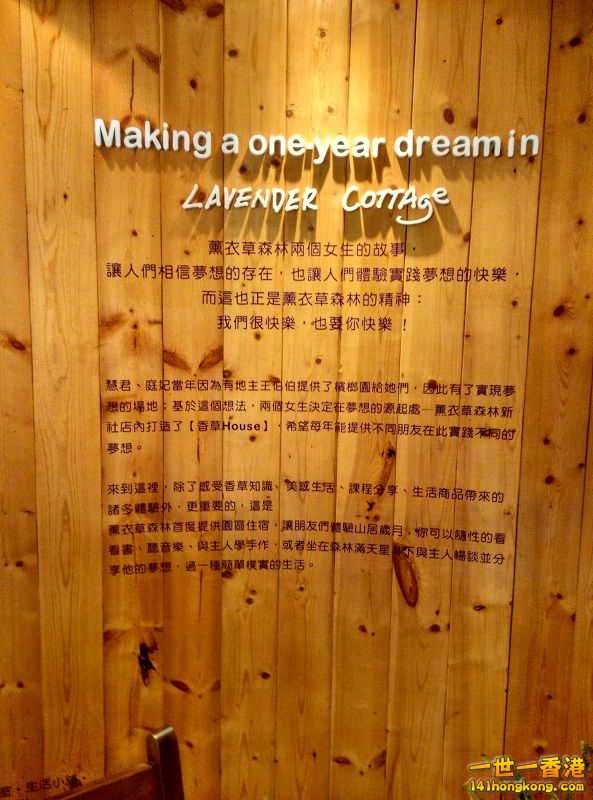 Making a one-year dream in
LAVENDER COTTAge
薰衣草森林兩個女生的故事，
讓人們相信夢想的存在，也讓人們體驗實踐夢想的快樂，
而這也正是薰衣草森林的精神：
我們很快樂，也要你快樂！
慧君、庭妃當年因為有地主王伯伯提供了檳榔園給她們，因此有了實現夢
想的場地；基於這個想法，兩個女生決定在夢想的源起處─薰衣草森林新
社店內打造了【香草House】，希望每年能提供不同朋友在此實踐不同的
夢想。
來到這裡，除了感受香草知識、美感生活、課程分享、生活商品帶來的
諸多體驗外，更重要的，這是
薰衣草森林首度提供園區住宿，讓朋友們體驗山居歲月，你可以隨性的看
看書、聽音樂、與主人學手作，或者坐在森林滿天星斗下與主人暢談並分
享他的夢想，過一種簡單樸實的生活。
生活小舖
一世一香港
141hongkong.com